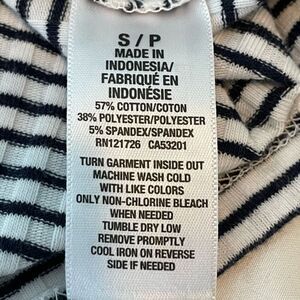 S / P
MADE IN
INDONESIA/
FABRIQUÉ EN
INDONÉSIE
57% COTTON/COTON
38% POLYESTER/POLYESTER
5% SPANDEX/SPANDEX
RN121726 CA53201
TURN GARMENT INSIDE OUT
MACHINE WASH COLD
WITH LIKE COLORS
ONLY NON-CHLORINE BLEACH
WHEN NEEDED
TUMBLE DRY LOW
REMOVE PROMPTLY
COOL IRON ON REVERSE
SIDE IF NEEDED